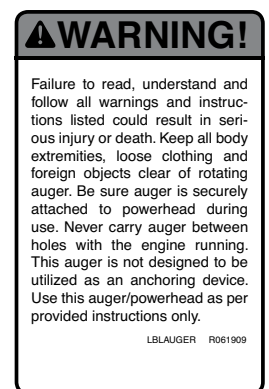 WARNING!
Failure to read, understand and
follow all warnings and instruc-
tions listed could result in seri-
ous injury or death. Keep all body
extremities, loose clothing and
foreign objects clear of rotating
auger. Be sure auger is securely
attached to powerhead during
use. Never carry auger between
holes with the engine running.
This auger is not designed to be
utilized as an anchoring device.
Use this auger/powerhead as per
provided instructions only.
LBLAUGER R061909